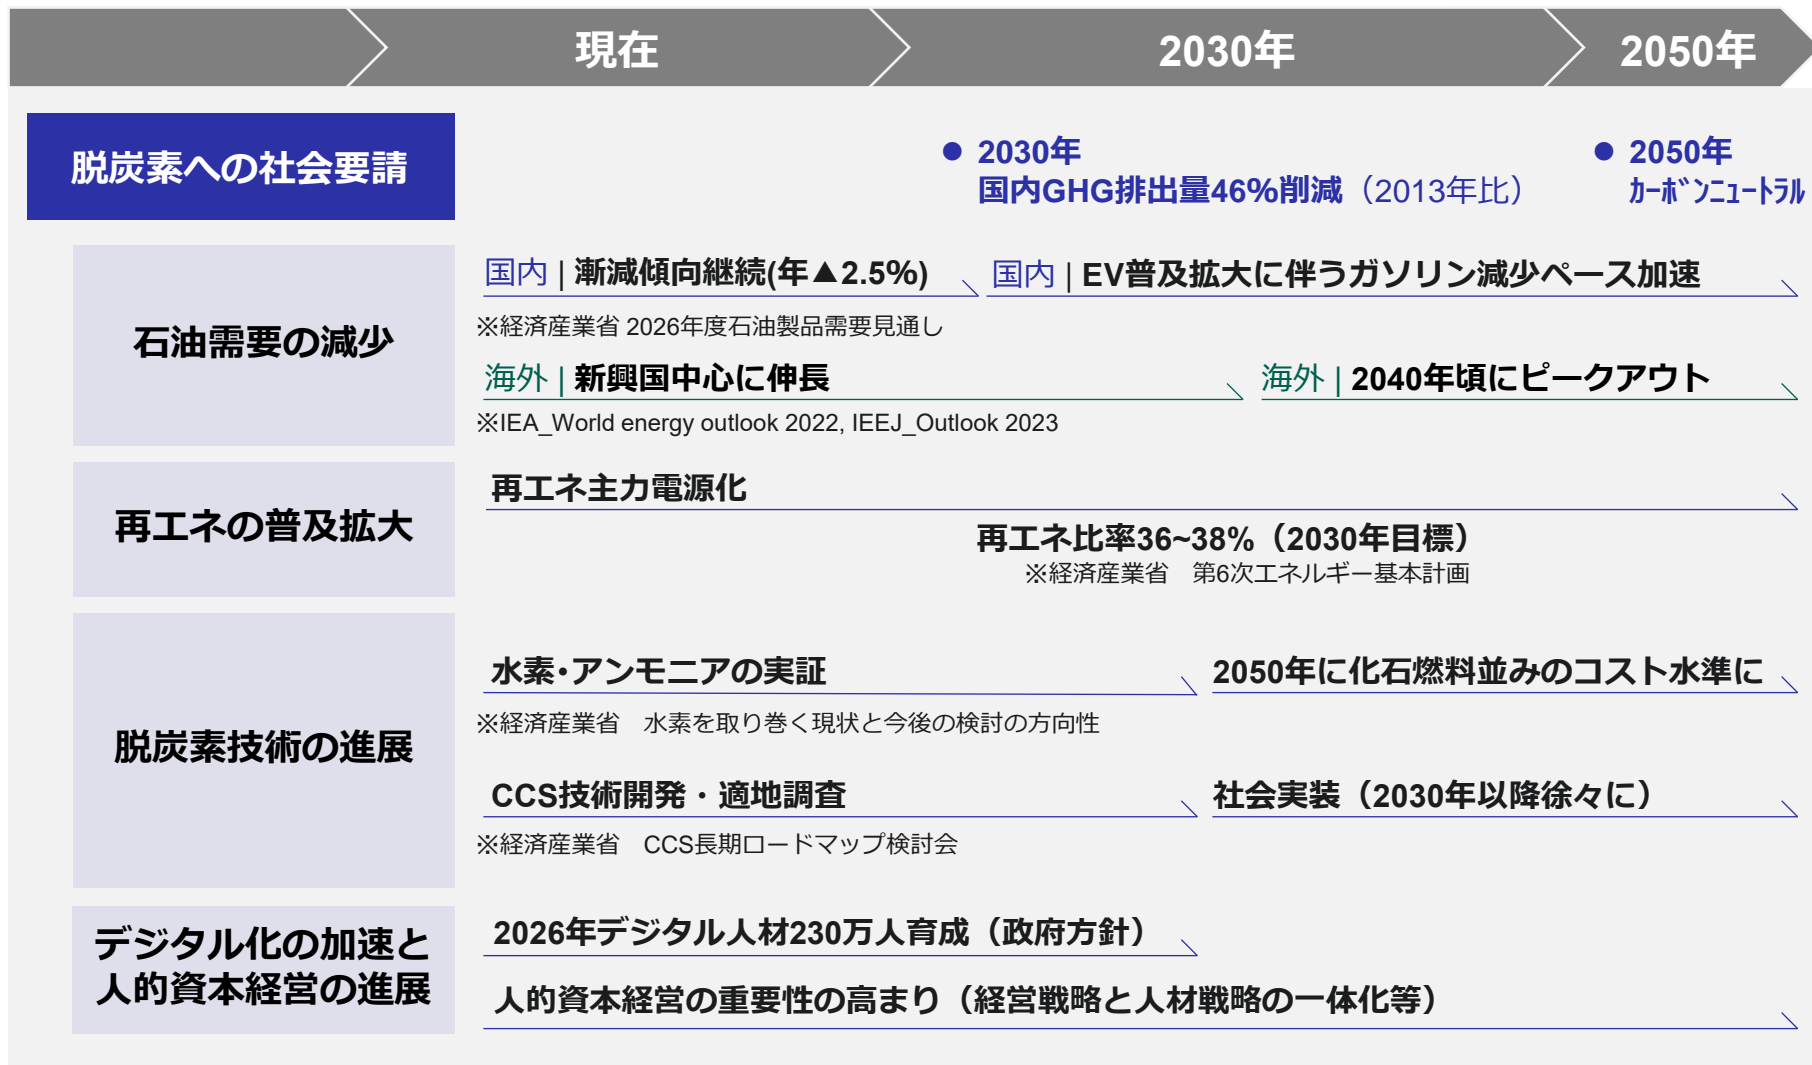 現在
2030年
2050年
脱炭素への社会要請
● 2030年
国内GHG排出量46%削減（2013年比）
● 2050年
ｶｰﾎﾞﾝﾆｭｰﾄﾗﾙ
石油需要の減少
国内 | 漸減傾向継続(年▲2.5%)
国内 | EV普及拡大に伴うガソリン減少ペース加速
※経済産業省 2026年度石油製品需要見通し
海外 | 新興国中心に伸長
海外 | 2040年頃にピークアウト
※IEA_World energy outlook 2022, IEEJ_Outlook 2023
再エネの普及拡大
再エネ主力電源化
再エネ比率36~38%（2030年目標）
※経済産業省　第6次エネルギー基本計画
脱炭素技術の進展
水素･アンモニアの実証
2050年に化石燃料並みのコスト水準に
※経済産業省　水素を取り巻く現状と今後の検討の方向性
CCS技術開発・適地調査
社会実装（2030年以降徐々に）
※経済産業省　CCS長期ロードマップ検討会
デジタル化の加速と
人的資本経営の進展
2026年デジタル人材230万人育成（政府方針）
人的資本経営の重要性の高まり（経営戦略と人材戦略の一体化等）